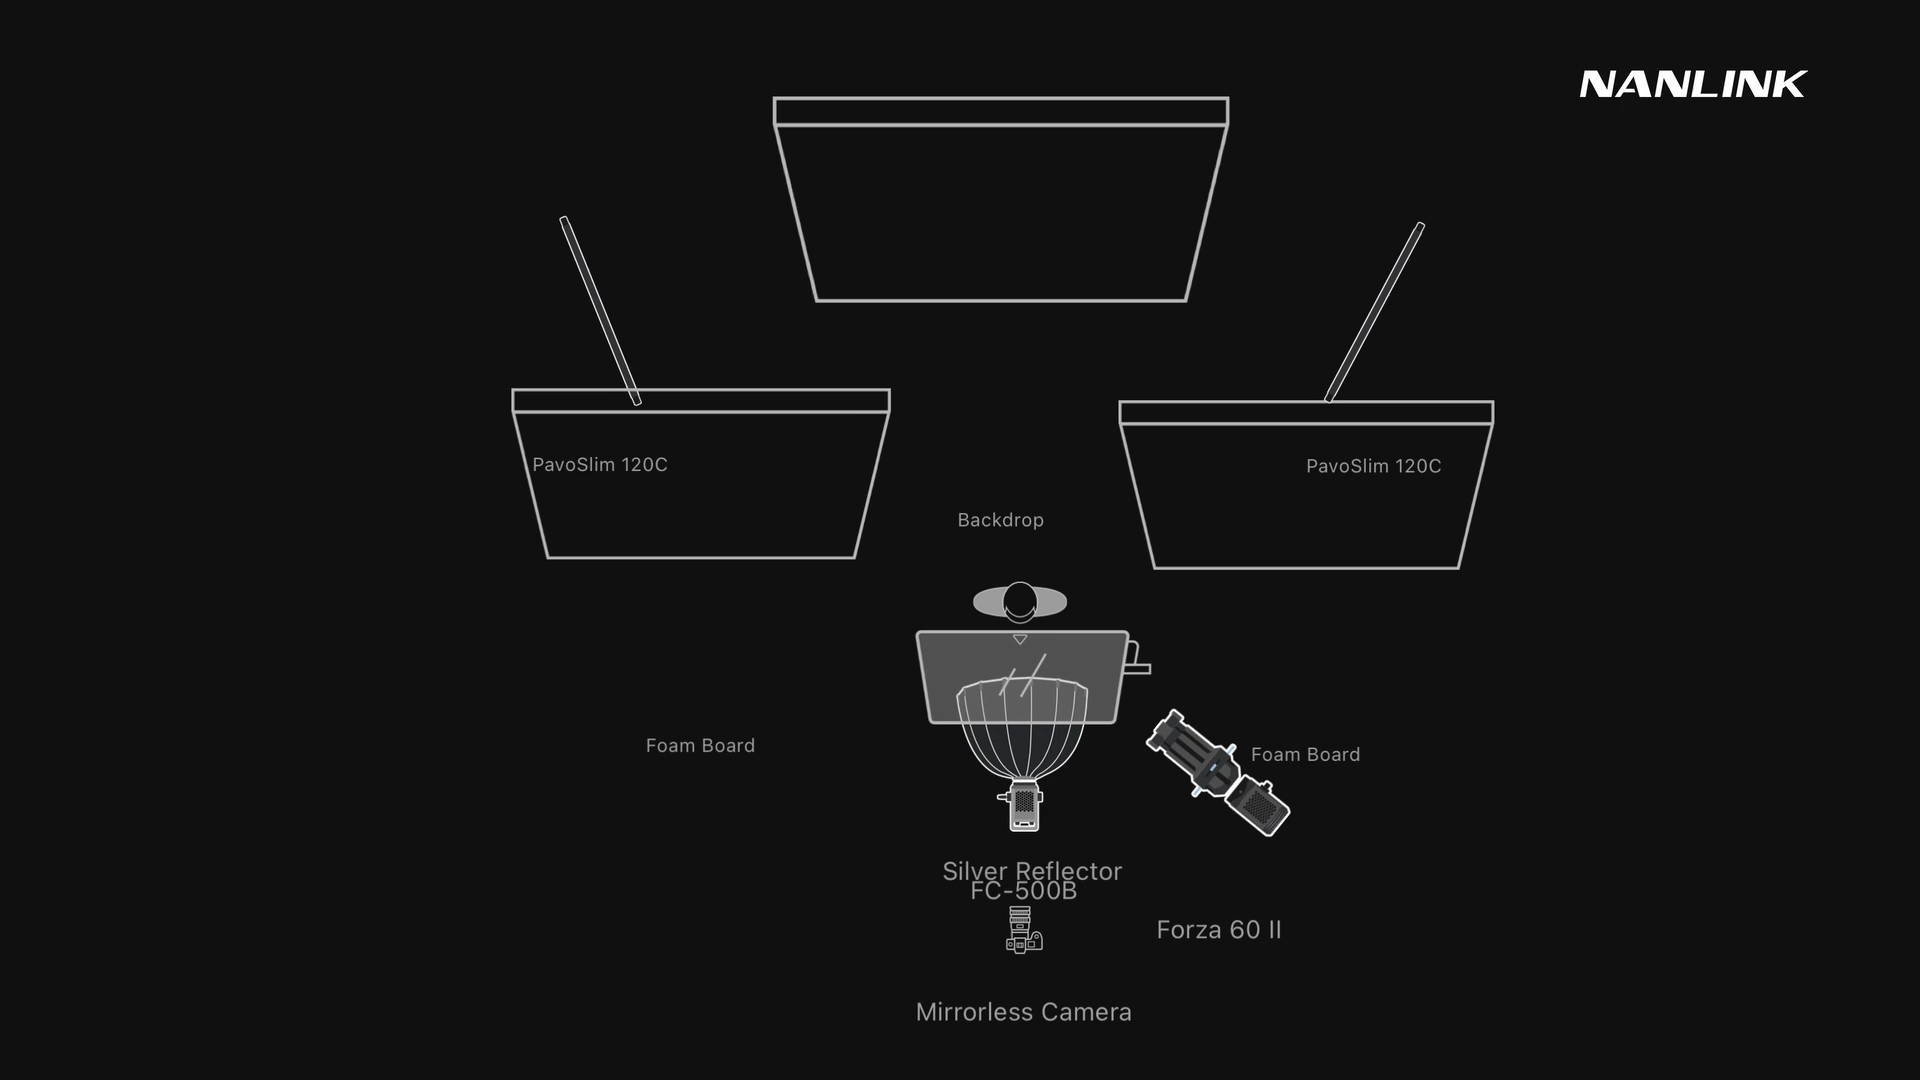 NANLINK
PavoSlim 120C
PavoSlim 120C
Backdrop
Foam Board
Foam Board
Silver Reflector
FC-500B
Forza 60 II
Mirrorless Camera